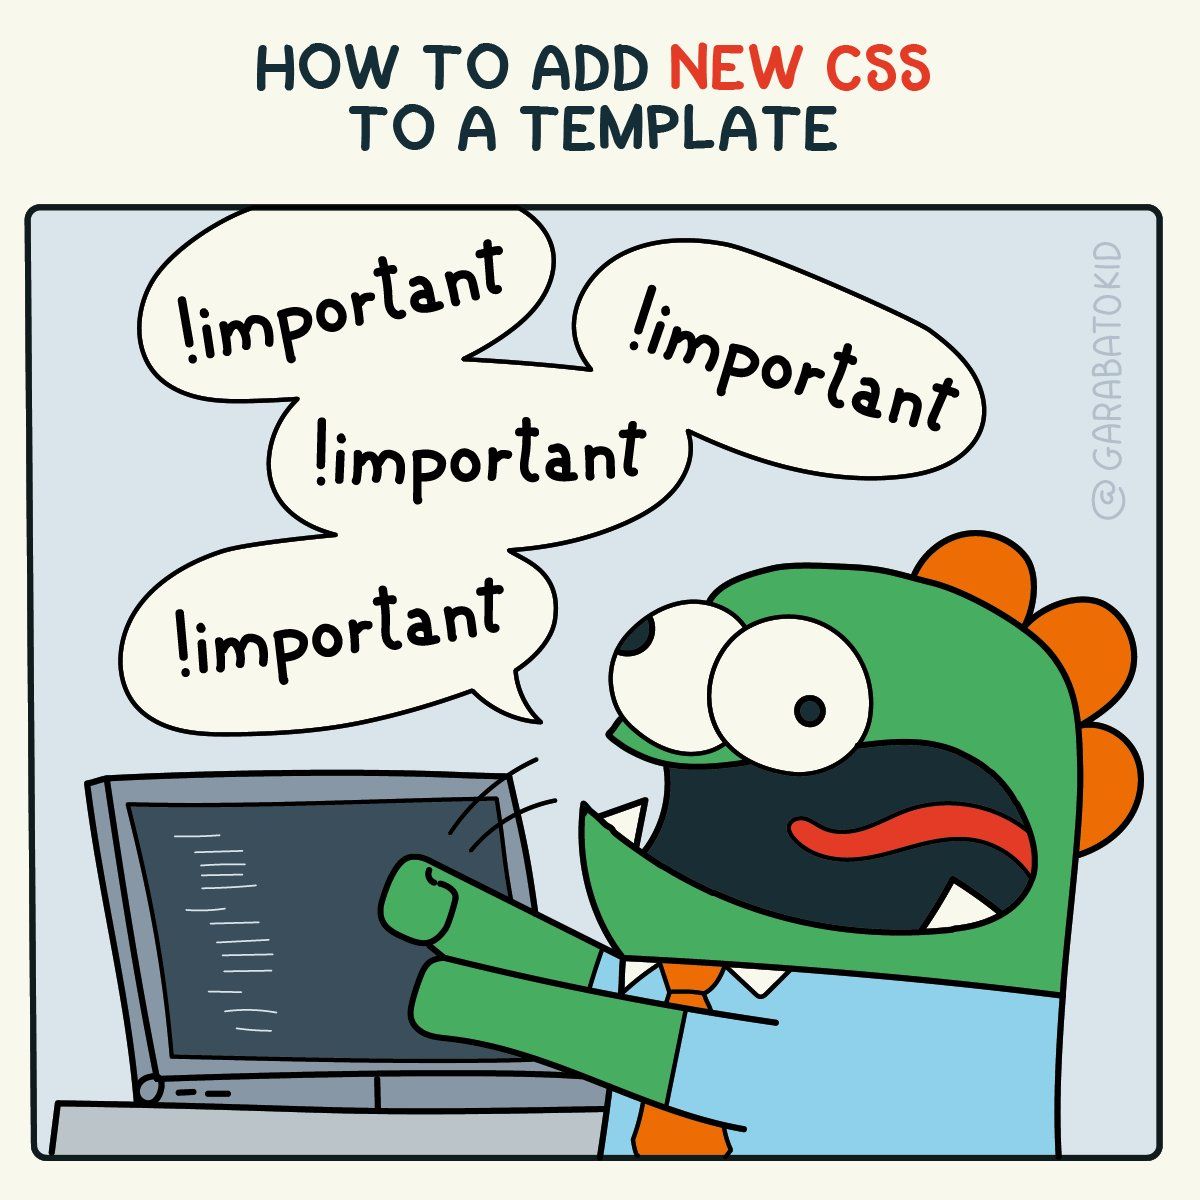 HOW TO ADD NEW CSS
TO A TEMPLATE
!important
!important
!important
!important
@GARABATOKID